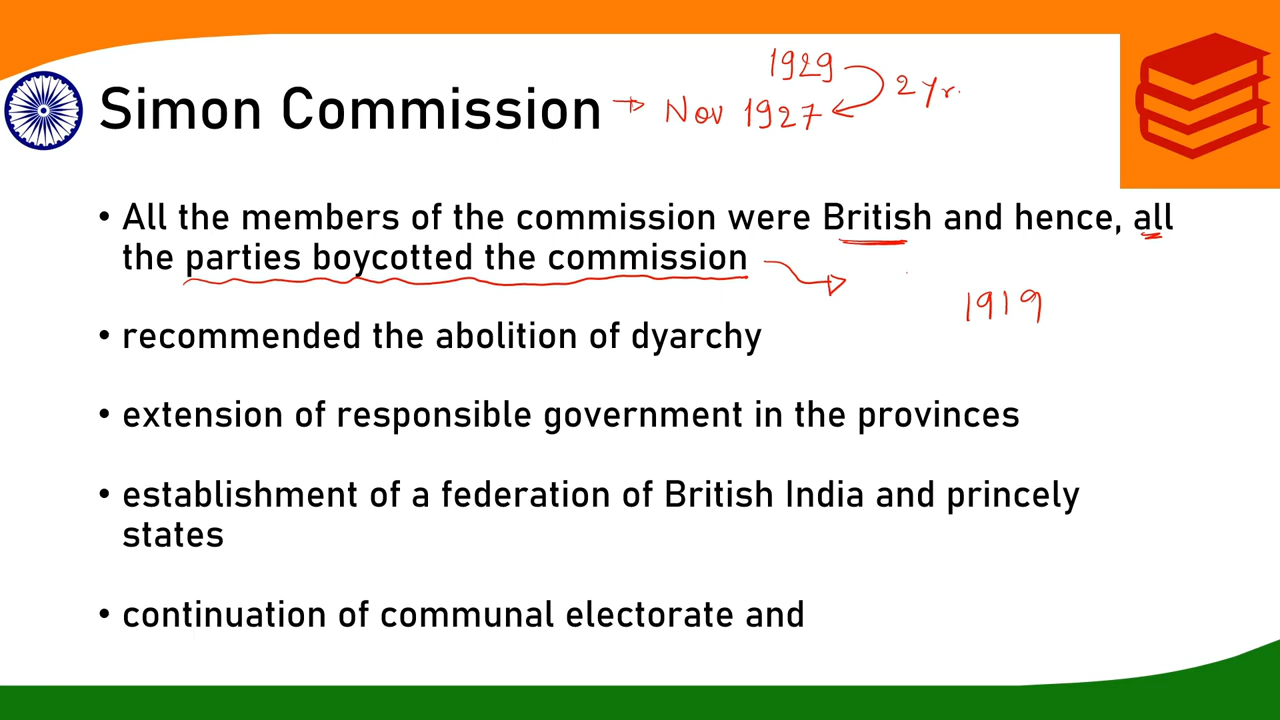 1929
Simon Commission → Nov 1927 2 Yr.
• All the members of the commission were British and hence, all
the parties boycotted the commission
1919
• recommended the abolition of dyarchy
• extension of responsible government in the provinces
• establishment of a federation of British India and princely
states
• continuation of communal electorate and